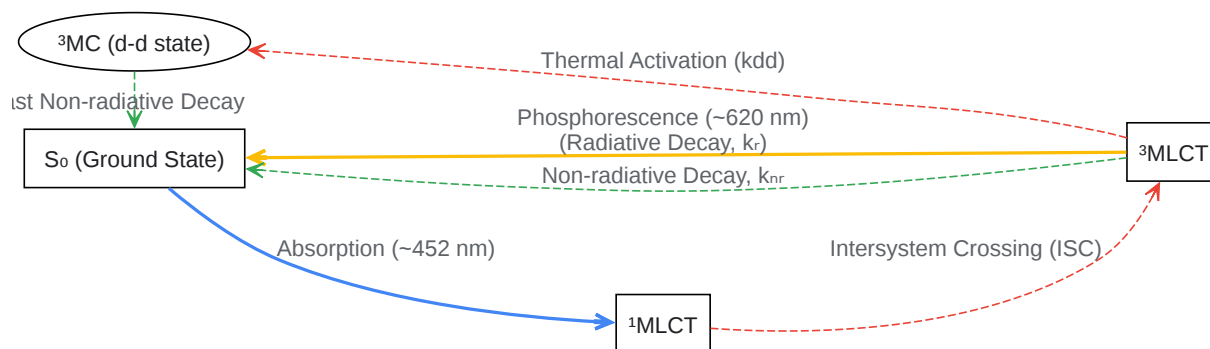 ³MC (d-d state)
Thermal Activation (kdd)
Non-radiative Decay
Phosphorescence (~620 nm)
(Radiative Decay, kᵣ)
S₀ (Ground State)
³MLCT
Non-radiative Decay, kₙᵣ
Absorption (~452 nm)
Intersystem Crossing (ISC)
¹MLCT